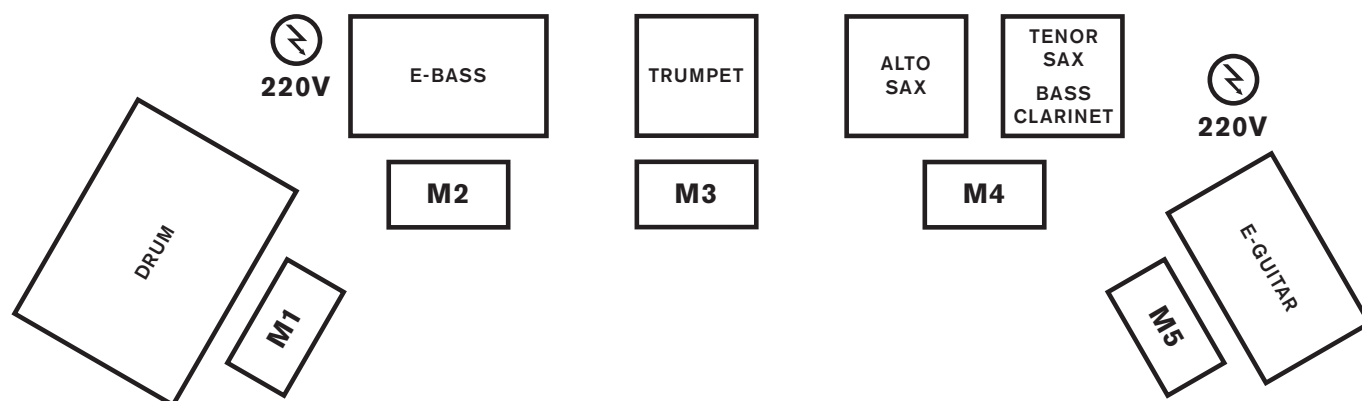 220V
E-BASS
TRUMPET
ALTO
SAX
TENOR
SAX
BASS
CLARINET
220V
M2
M3
M4
DRUM
M1
E-GUITAR
M5